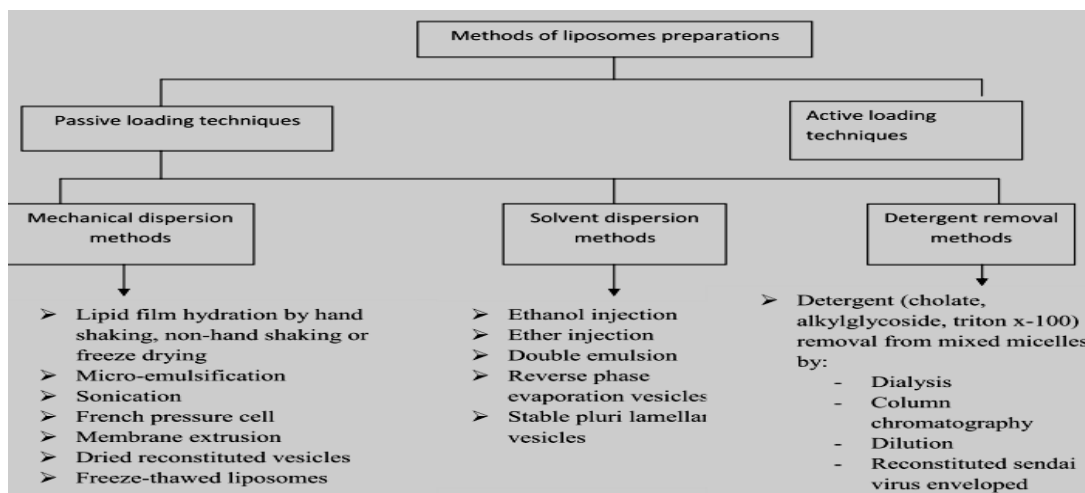 Methods of liposomes preparations
Passive loading techniques
Active loading
techniques
Mechanical dispersion
methods
Solvent dispersion
methods
Detergent removal
methods
➢ Lipid film hydration by hand
shaking, non-hand shaking or
freeze drying
➢ Micro-emulsification
➢ Sonication
➢ French pressure cell
➢ Membrane extrusion
➢ Dried reconstituted vesicles
➢ Freeze-thawed liposomes
➢ Ethanol injection
➢ Ether injection
➢ Double emulsion
➢ Reverse phase
evaporation vesicles
➢ Stable pluri lamellar
vesicles
➢ Detergent (cholate,
alkylglycoside, triton x-100)
removal from mixed micelles
by:
- Dialysis
- Column
chromatography
- Dilution
- Reconstituted sendai
virus enveloped